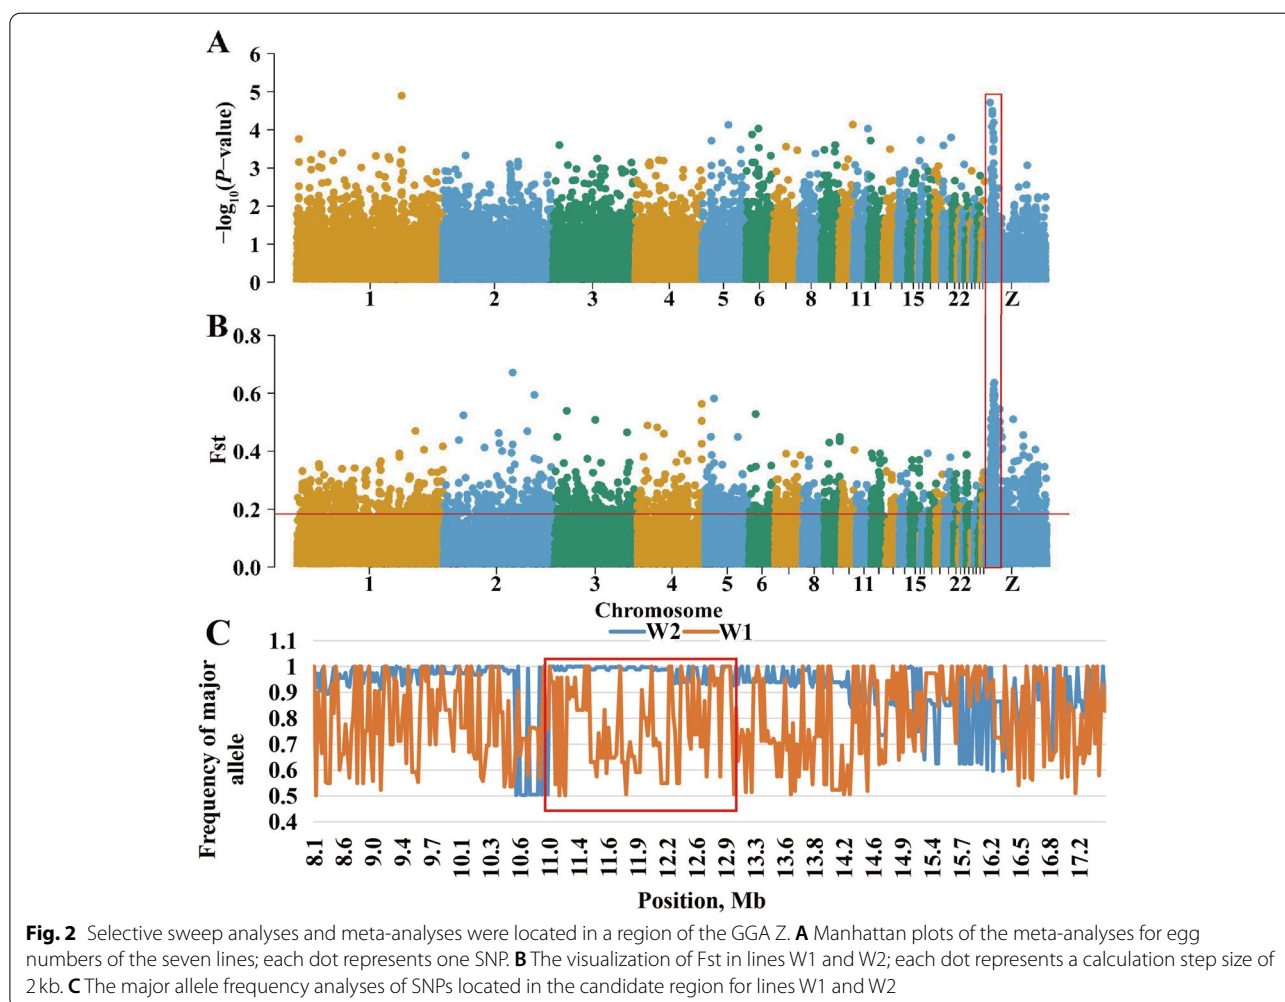 A
6
5
4
3
2
1
0
−log10(P−value)
1 2 3 4 5 6 8 11 15 22 Z
B
0.8
0.6
0.4
0.2
0.0
Fst
1 2 3 4 5 6 8 11 15 22 Z
Chromosome
C
W2 W1
1.1
1
0.9
0.8
0.7
0.6
0.5
0.4
Frequency of major
allele
8.1 8.6 9.0 9.4 9.7 10.1 10.3 10.6 11.0 11.4 11.6 11.9 12.2 12.6 12.9 13.3 13.6 13.8 14.2 14.6 14.9 15.4 15.7 16.2 16.5 16.8 17.2
Position, Mb
Fig. 2 Selective sweep analyses and meta-analyses were located in a region of the GGA Z. A Manhattan plots of the meta-analyses for egg
numbers of the seven lines; each dot represents one SNP. B The visualization of Fst in lines W1 and W2; each dot represents a calculation step size of
2 kb. C The major allele frequency analyses of SNPs located in the candidate region for lines W1 and W2